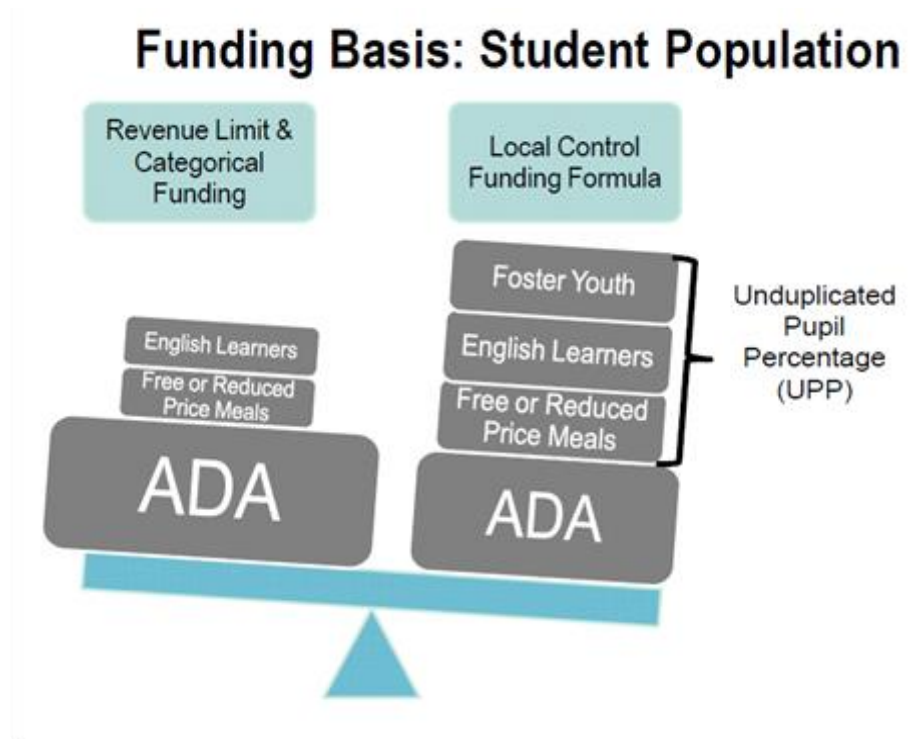 Funding Basis: Student Population
Revenue Limit &
Categorical
Funding
English Learners
Free or Reduced
Price Meals
ADA
Local Control
Funding Formula
Foster Youth
English Learners
Free or Reduced
Price Meals
ADA
Unduplicated
Pupil
Percentage
(UPP)